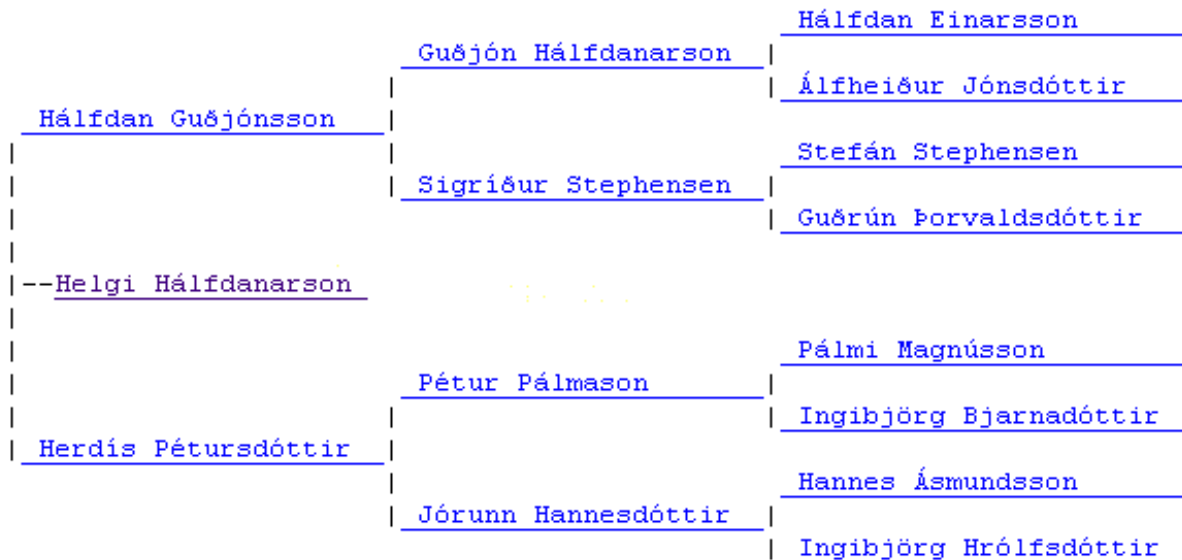 Hálfdan Einarsson
Guðjón Hálfdanarson
Álfheiður Jónsdóttir
Hálfdan Guðjónsson
Stefán Stephensen
Sigríður Stephensen
Guðrún Þorvaldsdóttir
--Helgi Hálfdanarson
Pálmi Magnússon
Pétur Pálmason
Ingibjörg Bjarnadóttir
Herdís Pétursdóttir
Hannes Ásmundsson
Jórunn Hannesdóttir
Ingibjörg Hrólfsdóttir